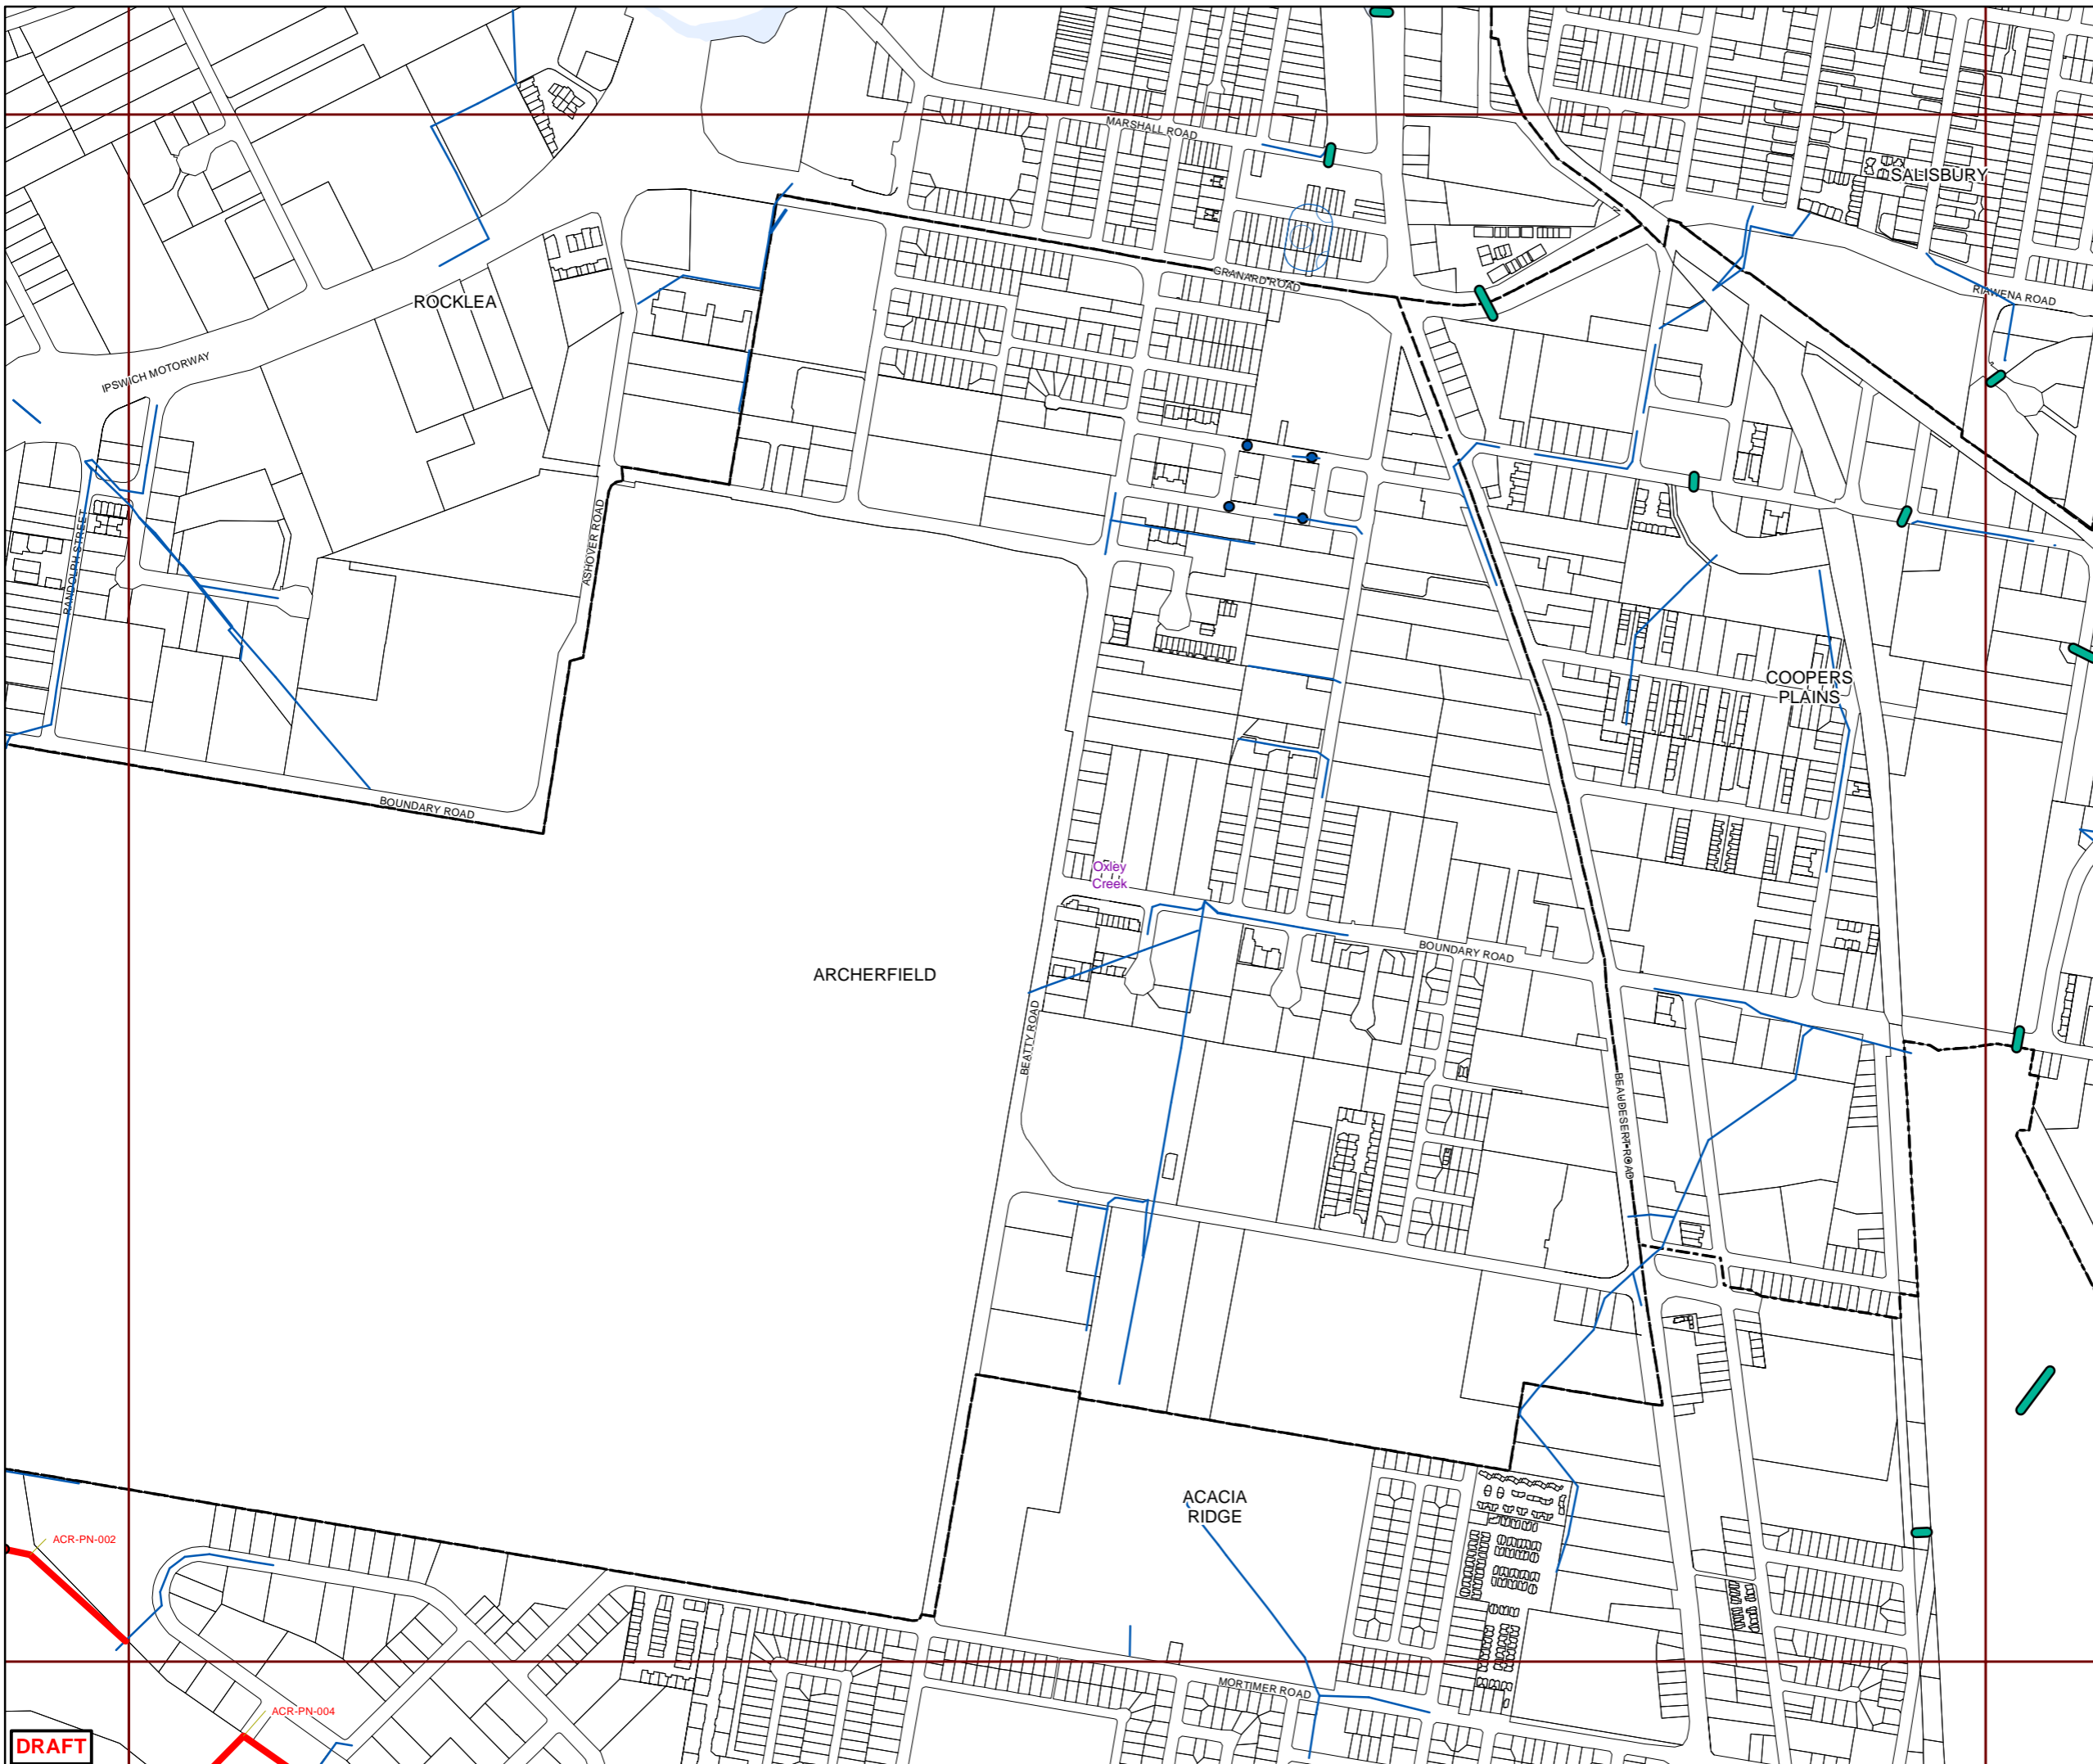 MARSHALL ROAD
SALISBURY
GRANARD ROAD
RIAWENA ROAD
ROCKLEA
IPSWICH MOTORWAY
RANDOLPH STREET
ASHOVER ROAD
COOPERS
PLAINS
BOUNDARY ROAD
Oxley
Creek
BOUNDARY ROAD
ARCHERFIELD
BEATTY ROAD
BEAUDESERT ROAD
ACACIA
RIDGE
ACR-PN-002
MORTIMER ROAD
ACR-PN-004
DRAFT